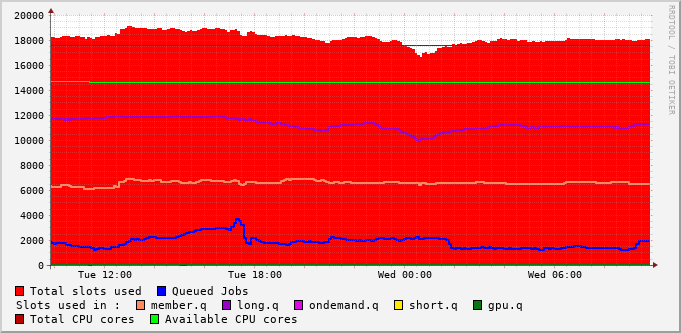 20000
18000
16000
14000
12000
10000
8000
6000
4000
2000
0
Tue 12:00 Tue 18:00 Wed 00:00 Wed 06:00
RRDTOOL / TOBI OETIKER
Total slots used Queued Jobs
Slots used in : member.q long.q ondemand.q short.q gpu.q
Total CPU cores Available CPU cores